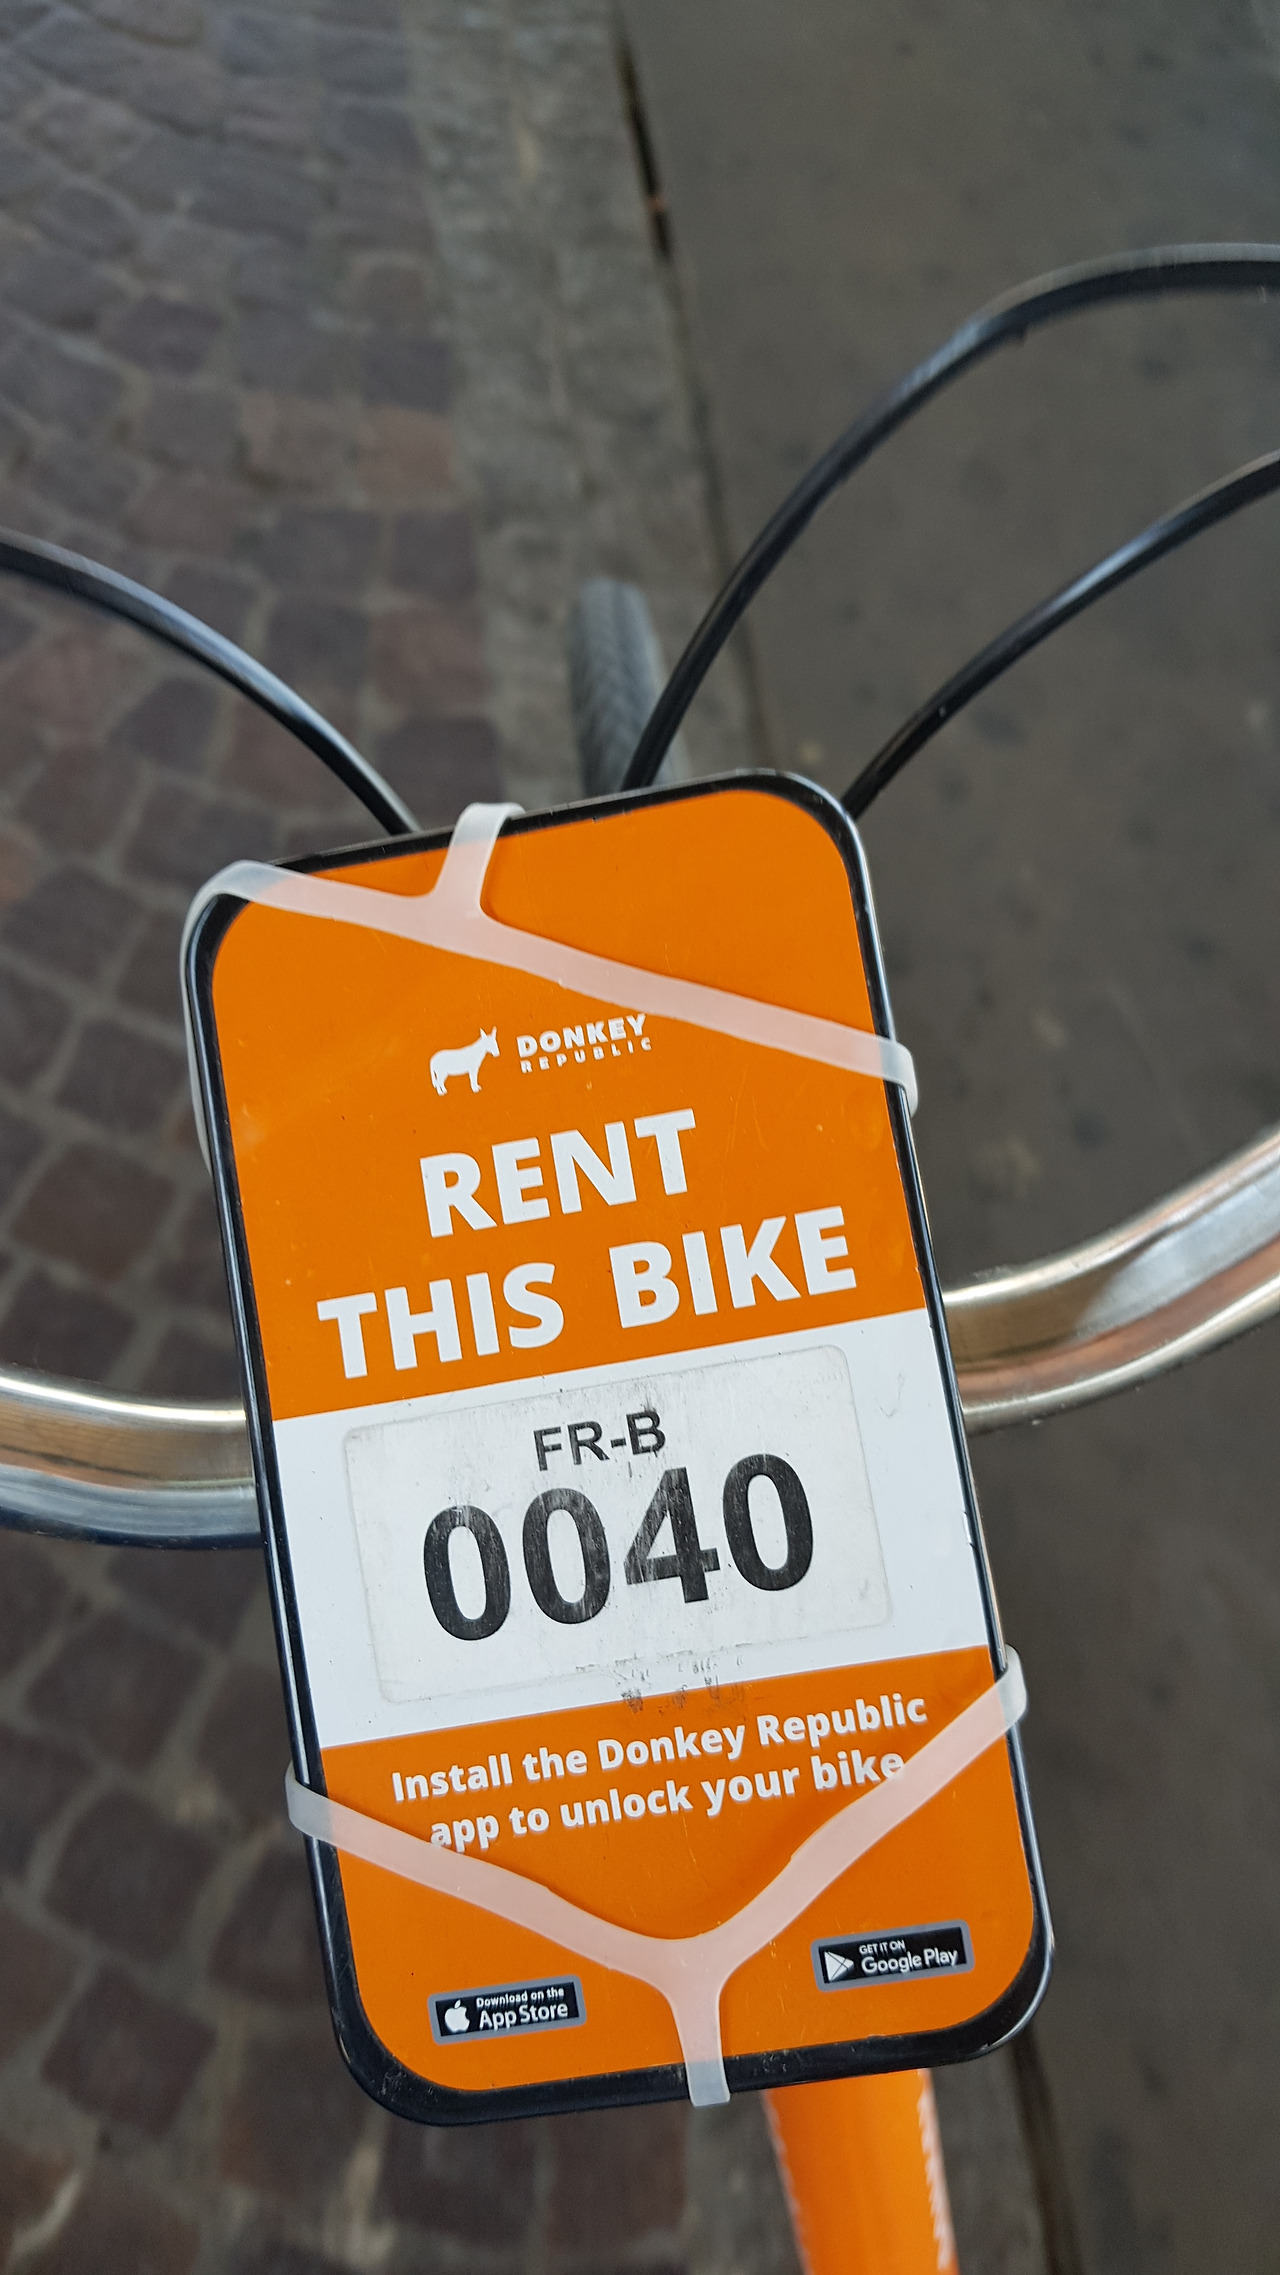 DONKEY
REPUBLIC
RENT
THIS BIKE
FR-B
0040
Install the Donkey Republic
app to unlock your bike
Download on the
App Store
GET IT ON
Google Play